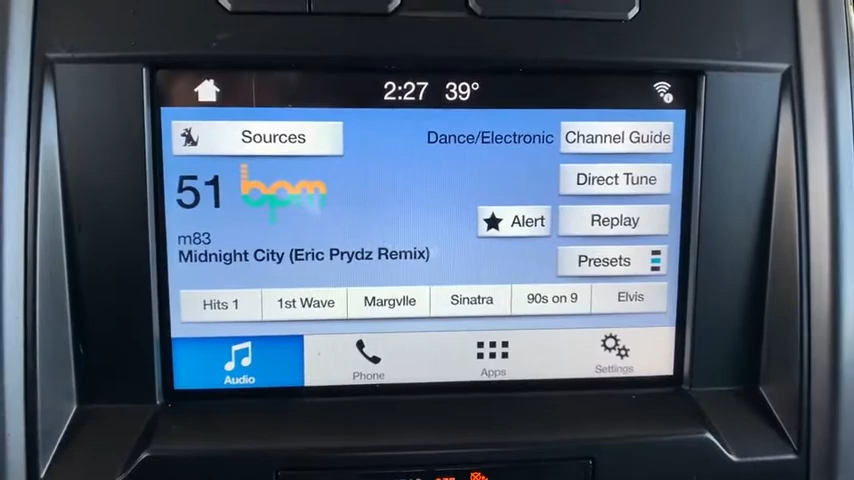 2:27 39°
Sources
Dance/Electronic
Channel Guide
51 bpm
Direct Tune
Alert
Replay
m83
Midnight City (Eric Prydz Remix)
Presets
Hits 1
1st Wave
Margvlle
Sinatra
90s on 9
Elvis
Audio
Phone
Apps
Settings